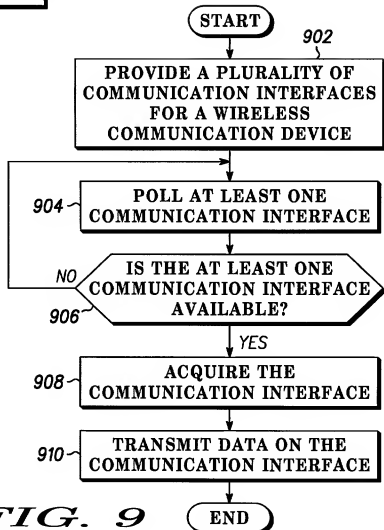 START
902
PROVIDE A PLURALITY OF
COMMUNICATION INTERFACES
FOR A WIRELESS
COMMUNICATION DEVICE
904
POLL AT LEAST ONE
COMMUNICATION INTERFACE
NO
906
IS THE AT LEAST ONE
COMMUNICATION INTERFACE
AVAILABLE?
YES
908
ACQUIRE THE
COMMUNICATION INTERFACE
910
TRANSMIT DATA ON THE
COMMUNICATION INTERFACE
END
FIG. 9